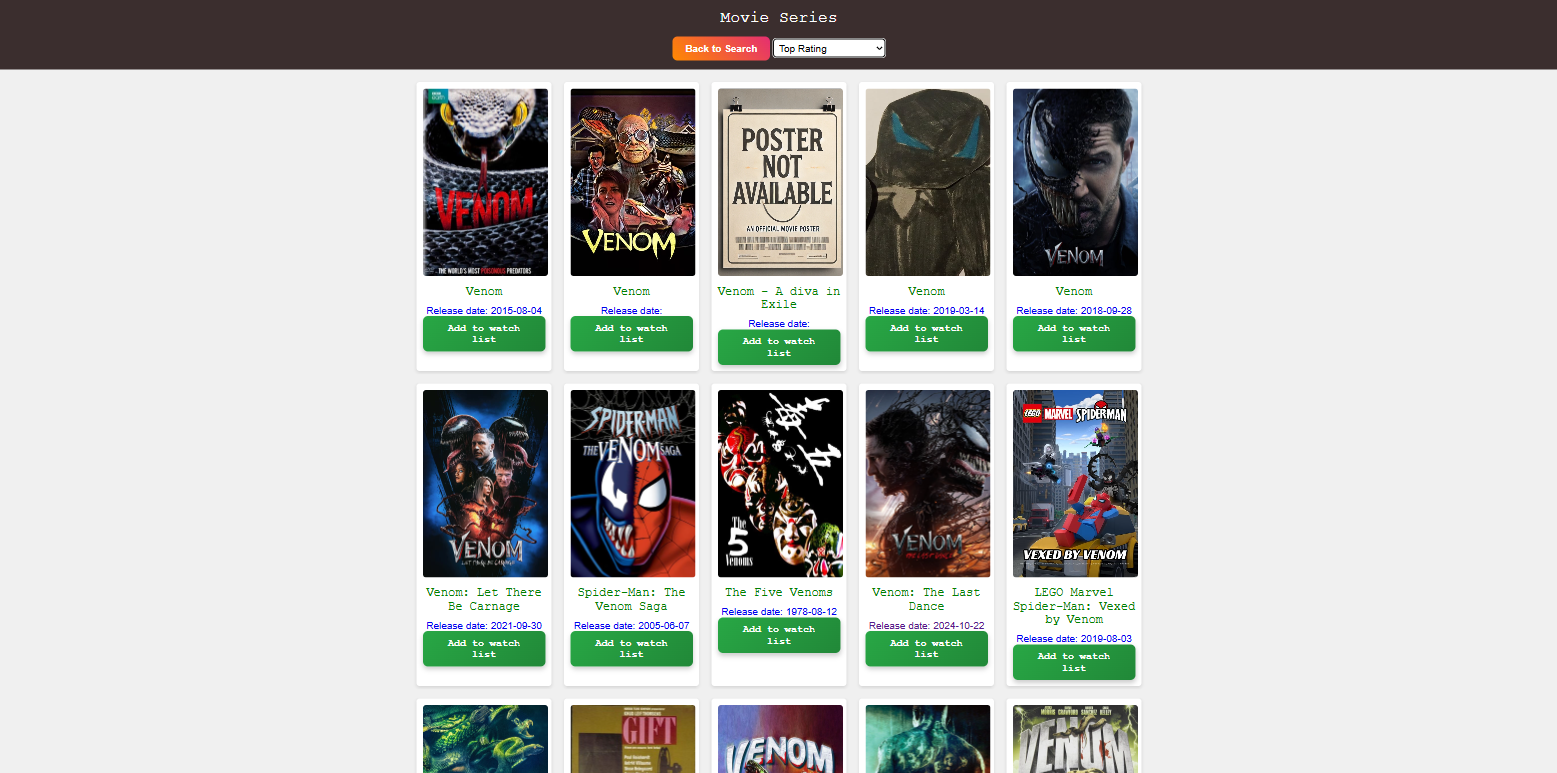 Movie Series
Back to Search
Top Rating
VENOM
THE WORLD'S MOST POISONOUS PREDATORS
Venom
Release date: 2015-08-04
Add to watch
list
VENOM
Venom
Release date:
Add to watch
list
POSTER
NOT
AVAILABLE
AN OFFICIAL MOVIE POSTER
Venom - A diva in
Exile
Release date:
Add to watch
list
Venom
Release date: 2019-03-14
Add to watch
list
VENOM
Venom
Release date: 2018-09-28
Add to watch
list
VENOM
LET THERE BE CARNAGE
Venom: Let There
Be Carnage
Release date: 2021-09-30
Add to watch
list
SPIDER-MAN
THE VENOM SAGA
Spider-Man: The
Venom Saga
Release date: 2005-06-07
Add to watch
list
The
5
Venoms
The Five Venoms
Release date: 1978-08-12
Add to watch
list
VENOM
THE LAST DANCE
Venom: The Last
Dance
Release date: 2024-10-22
Add to watch
list
LEGO MARVEL SPIDER-MAN
VEXED BY VENOM
LEGO Marvel
Spider-Man: Vexed
by Venom
Release date: 2019-08-03
Add to watch
list
GIFT
VENOM
VENOM